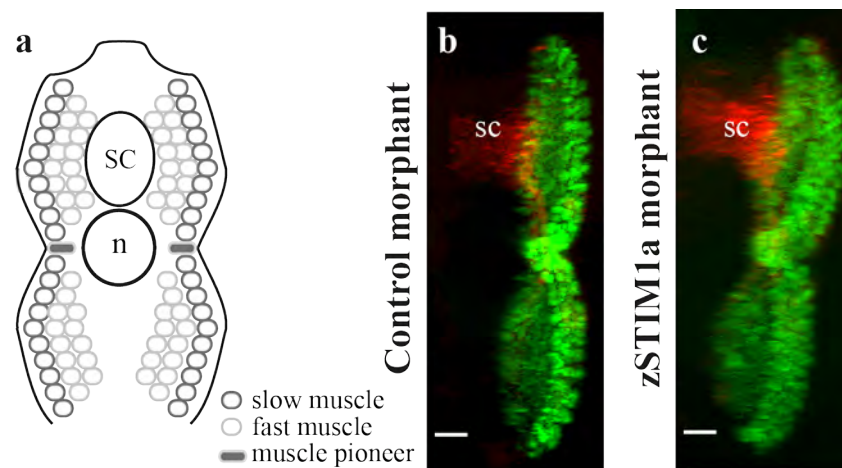 a
SC
n
slow muscle
fast muscle
muscle pioneer
Control morphant
b
sc
zSTIM1a morphant
c
sc